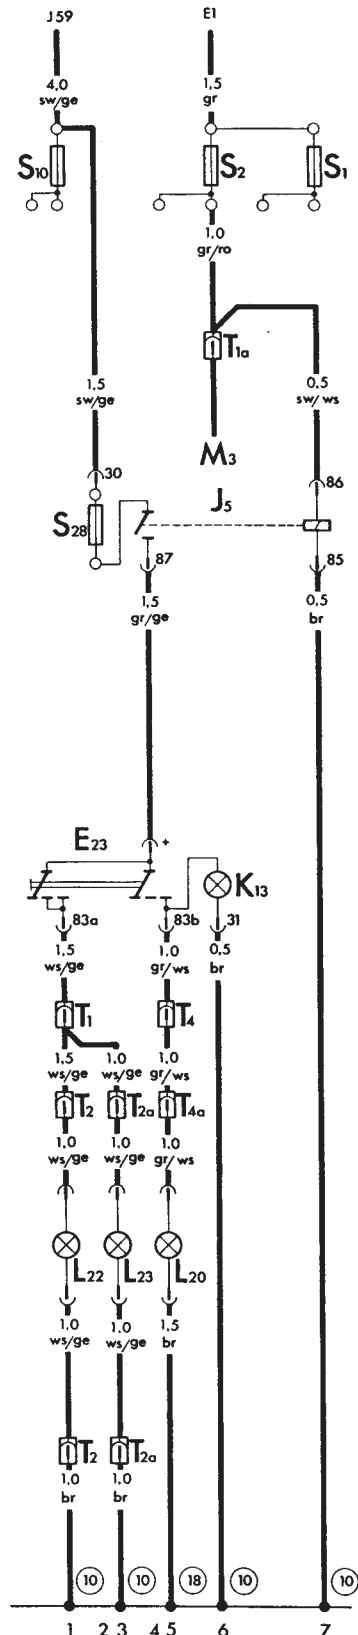 J59 E1
4,0
sw/ge
1,5
gr
S10 S2 S1
1,0
gr/ro
T1a
1,5
sw/ge
0,5
sw/ws
M3
30 86
J5
S28
87 85
1,5
gr/ge
0,5
br
E23 +
K13
83a 83b 31
1,5
ws/ge
1,0
gr/ws
0,5
br
T1 T4
1,5
ws/ge
1,0
ws/ge
1,0
gr/ws
T2 T2a T4a
1,0
ws/ge
1,0
ws/ge
1,0
gr/ws
L22 L23 L20
1,0
ws/ge
1,0
ws/ge
1,5
br
T2 T2a
1,0
br
1,0
br
10 10 18 10 10
1 2 3 4 5 6 7